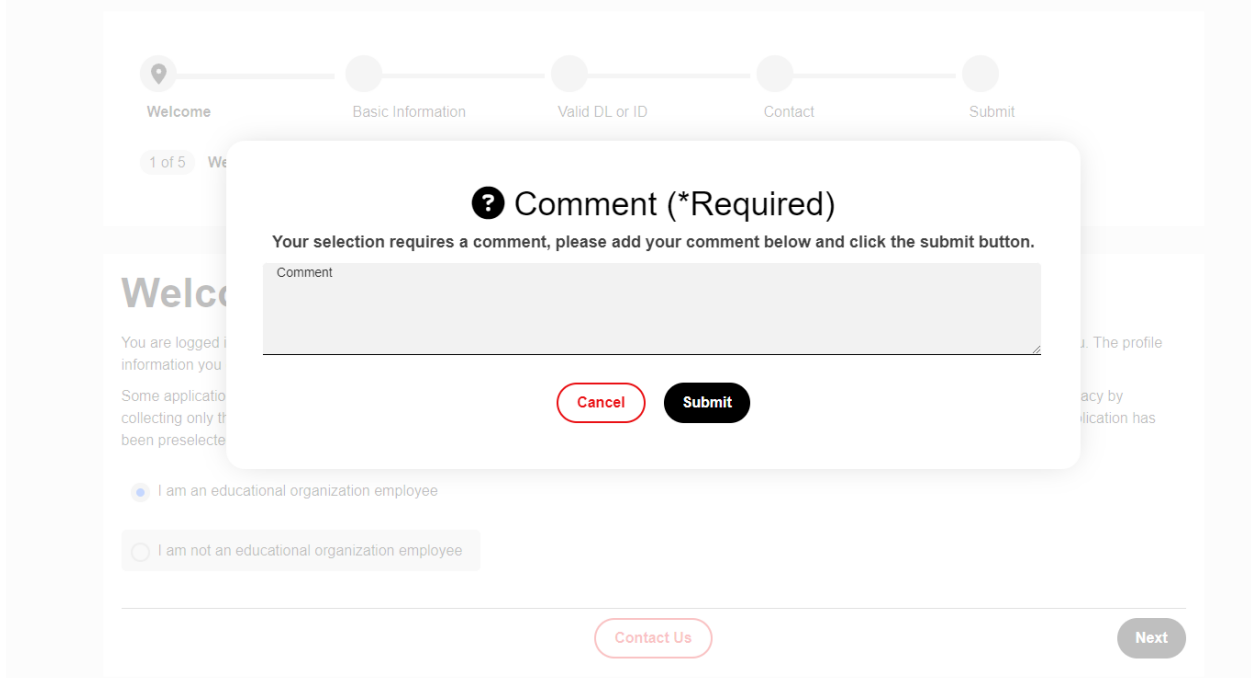 Welcome
Basic Information
Valid DL or ID
Contact
Submit
1 of 5
Comment (*Required)
Your selection requires a comment, please add your comment below and click the submit button.
Comment
Cancel
Submit
You are logged
The profile
information you
Some
acy by
collecting only
lication has
been
I am an educational organization employee
I am not an educational organization employee
Contact Us
Next